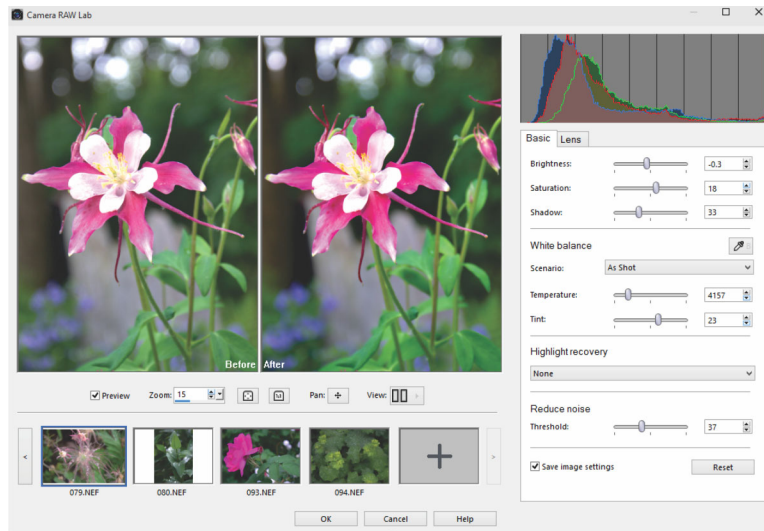 Camera RAW Lab
Before After
Basic Lens
Brightness: -0.3
Saturation: 18
Shadow: 33
White balance
Scenario: As Shot
Temperature: 4157
Tint: 23
Highlight recovery
None
Reduce noise
Threshold: 37
Save image settings Reset
Preview Zoom: 15 Pan: View:
079.NEF 080.NEF 093.NEF 094.NEF
OK Cancel Help